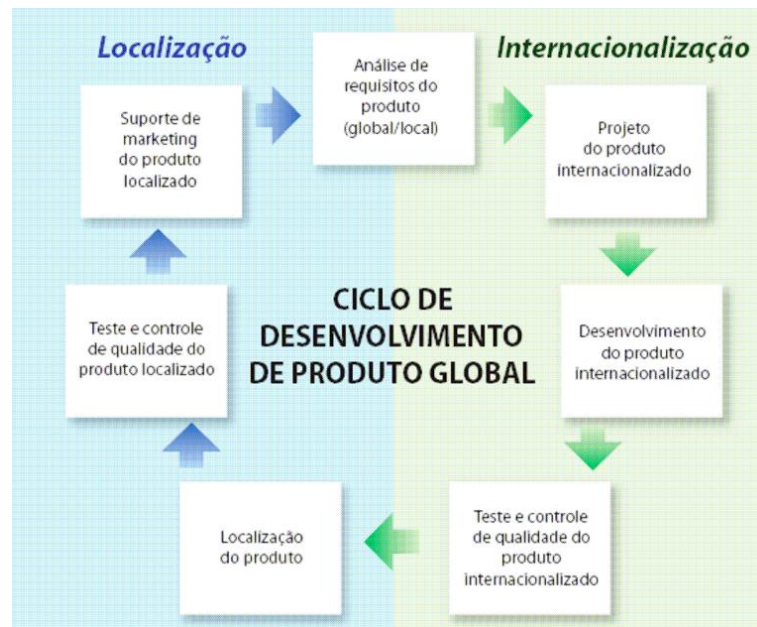 Localização
Internacionalização
Análise de
requisitos do
produto
(global/local)
Projeto
do produto
internacionalizado
Desenvolvimento
do produto
internacionalizado
Teste e controle
de qualidade do
produto
internacionalizado
Localização
do produto
Teste e controle
de qualidade do
produto localizado
Suporte de
marketing
do produto
localizado
CICLO DE
DESENVOLVIMENTO
DE PRODUTO GLOBAL